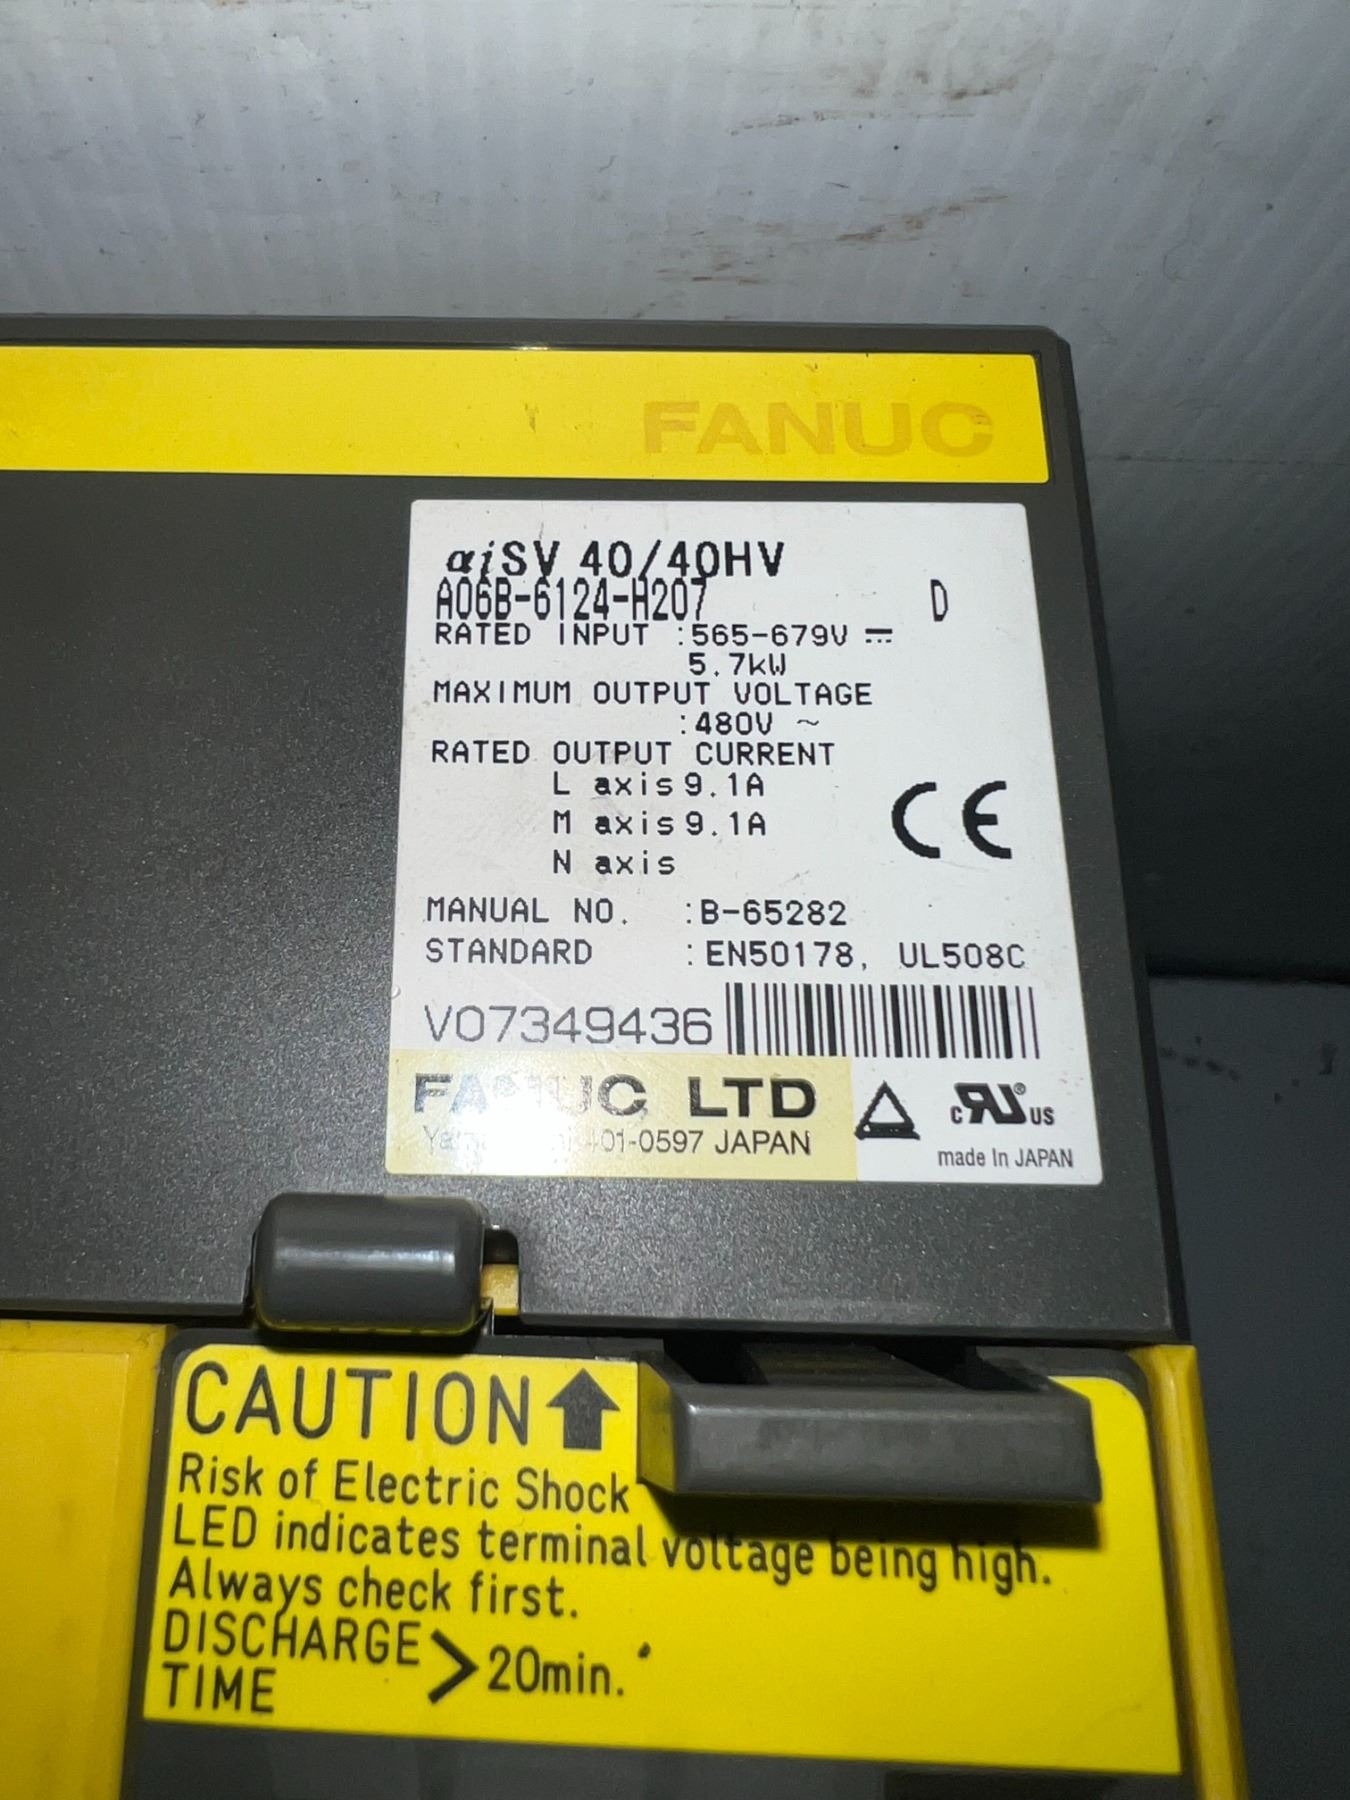 FANUC
αiSV 40/40HV
A06B-6124-H207 D
RATED INPUT :565-679V ⎓
5.7kW
MAXIMUM OUTPUT VOLTAGE
:480V ~
RATED OUTPUT CURRENT
L axis 9.1A
M axis 9.1A
N axis
CE
MANUAL NO. :B-65282
STANDARD :EN50178, UL508C
V07349436
FANUC LTD
401-0597 JAPAN
c RU ® US
made In JAPAN
CAUTION
Risk of Electric Shock
LED indicates terminal voltage being high.
Always check first.
DISCHARGE
TIME > 20min.